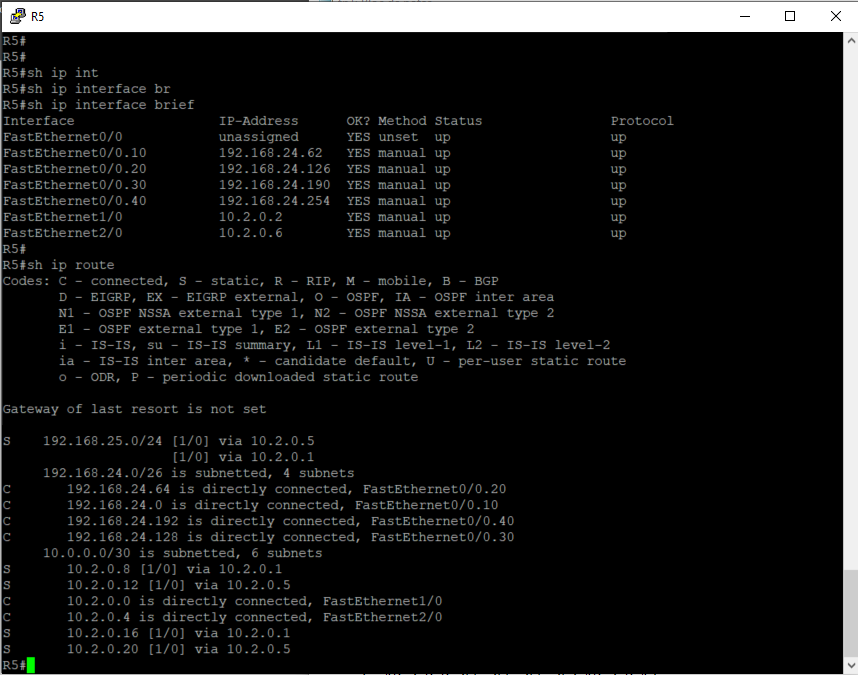 R5
R5#
R5#
R5#sh ip int
R5#sh ip interface br
R5#sh ip interface brief
Interface                  IP-Address      OK? Method Status                Protocol
FastEthernet0/0            unassigned      YES unset  up                    up
FastEthernet0/0.10         192.168.24.62   YES manual up                    up
FastEthernet0/0.20         192.168.24.126  YES manual up                    up
FastEthernet0/0.30         192.168.24.190  YES manual up                    up
FastEthernet0/0.40         192.168.24.254  YES manual up                    up
FastEthernet1/0            10.2.0.2        YES manual up                    up
FastEthernet2/0            10.2.0.6        YES manual up                    up
R5#
R5#sh ip route
Codes: C - connected, S - static, R - RIP, M - mobile, B - BGP
       D - EIGRP, EX - EIGRP external, O - OSPF, IA - OSPF inter area
       N1 - OSPF NSSA external type 1, N2 - OSPF NSSA external type 2
       E1 - OSPF external type 1, E2 - OSPF external type 2
       i - IS-IS, su - IS-IS summary, L1 - IS-IS level-1, L2 - IS-IS level-2
       ia - IS-IS inter area, * - candidate default, U - per-user static route
       o - ODR, P - periodic downloaded static route
Gateway of last resort is not set
S    192.168.25.0/24 [1/0] via 10.2.0.5
                     [1/0] via 10.2.0.1
     192.168.24.0/26 is subnetted, 4 subnets
C       192.168.24.64 is directly connected, FastEthernet0/0.20
C       192.168.24.0 is directly connected, FastEthernet0/0.10
C       192.168.24.192 is directly connected, FastEthernet0/0.40
C       192.168.24.128 is directly connected, FastEthernet0/0.30
     10.0.0.0/30 is subnetted, 6 subnets
S       10.2.0.8 [1/0] via 10.2.0.1
S       10.2.0.12 [1/0] via 10.2.0.5
C       10.2.0.0 is directly connected, FastEthernet1/0
C       10.2.0.4 is directly connected, FastEthernet2/0
S       10.2.0.16 [1/0] via 10.2.0.1
S       10.2.0.20 [1/0] via 10.2.0.5
R5#